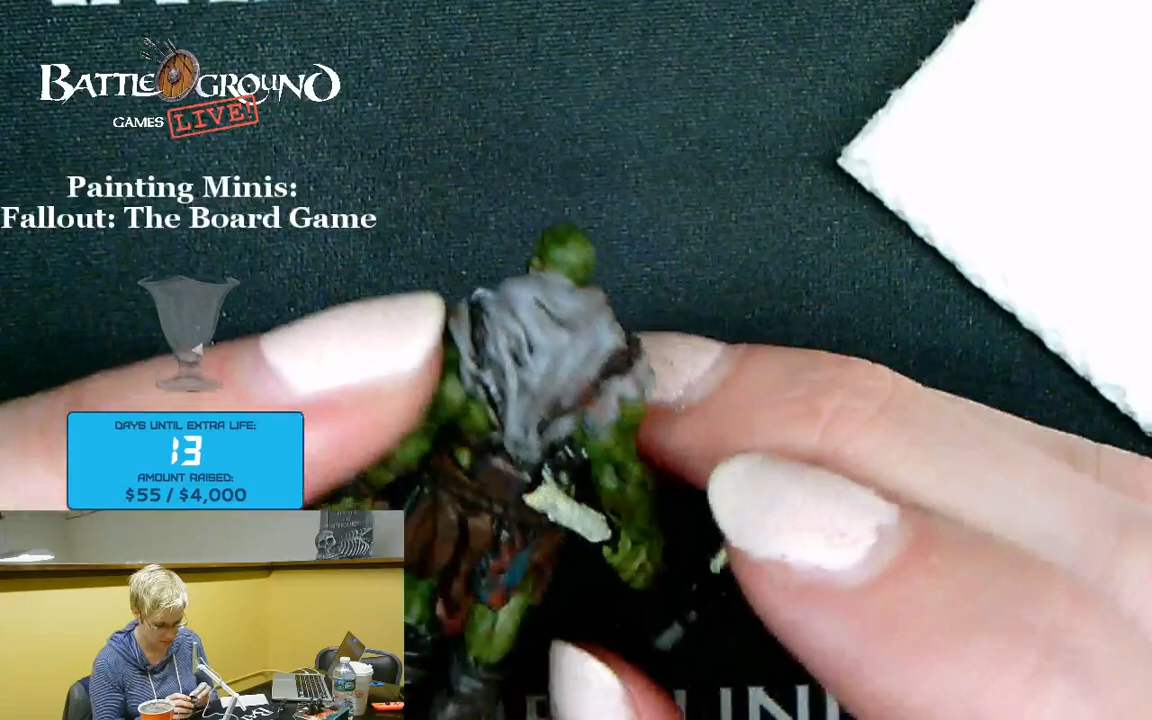 BATTLEGROUND
GAMES LIVE!
Painting Minis:
Fallout: The Board Game
DAYS UNTIL EXTRA LIFE:
13
AMOUNT RAISED:
$55 / $4,000